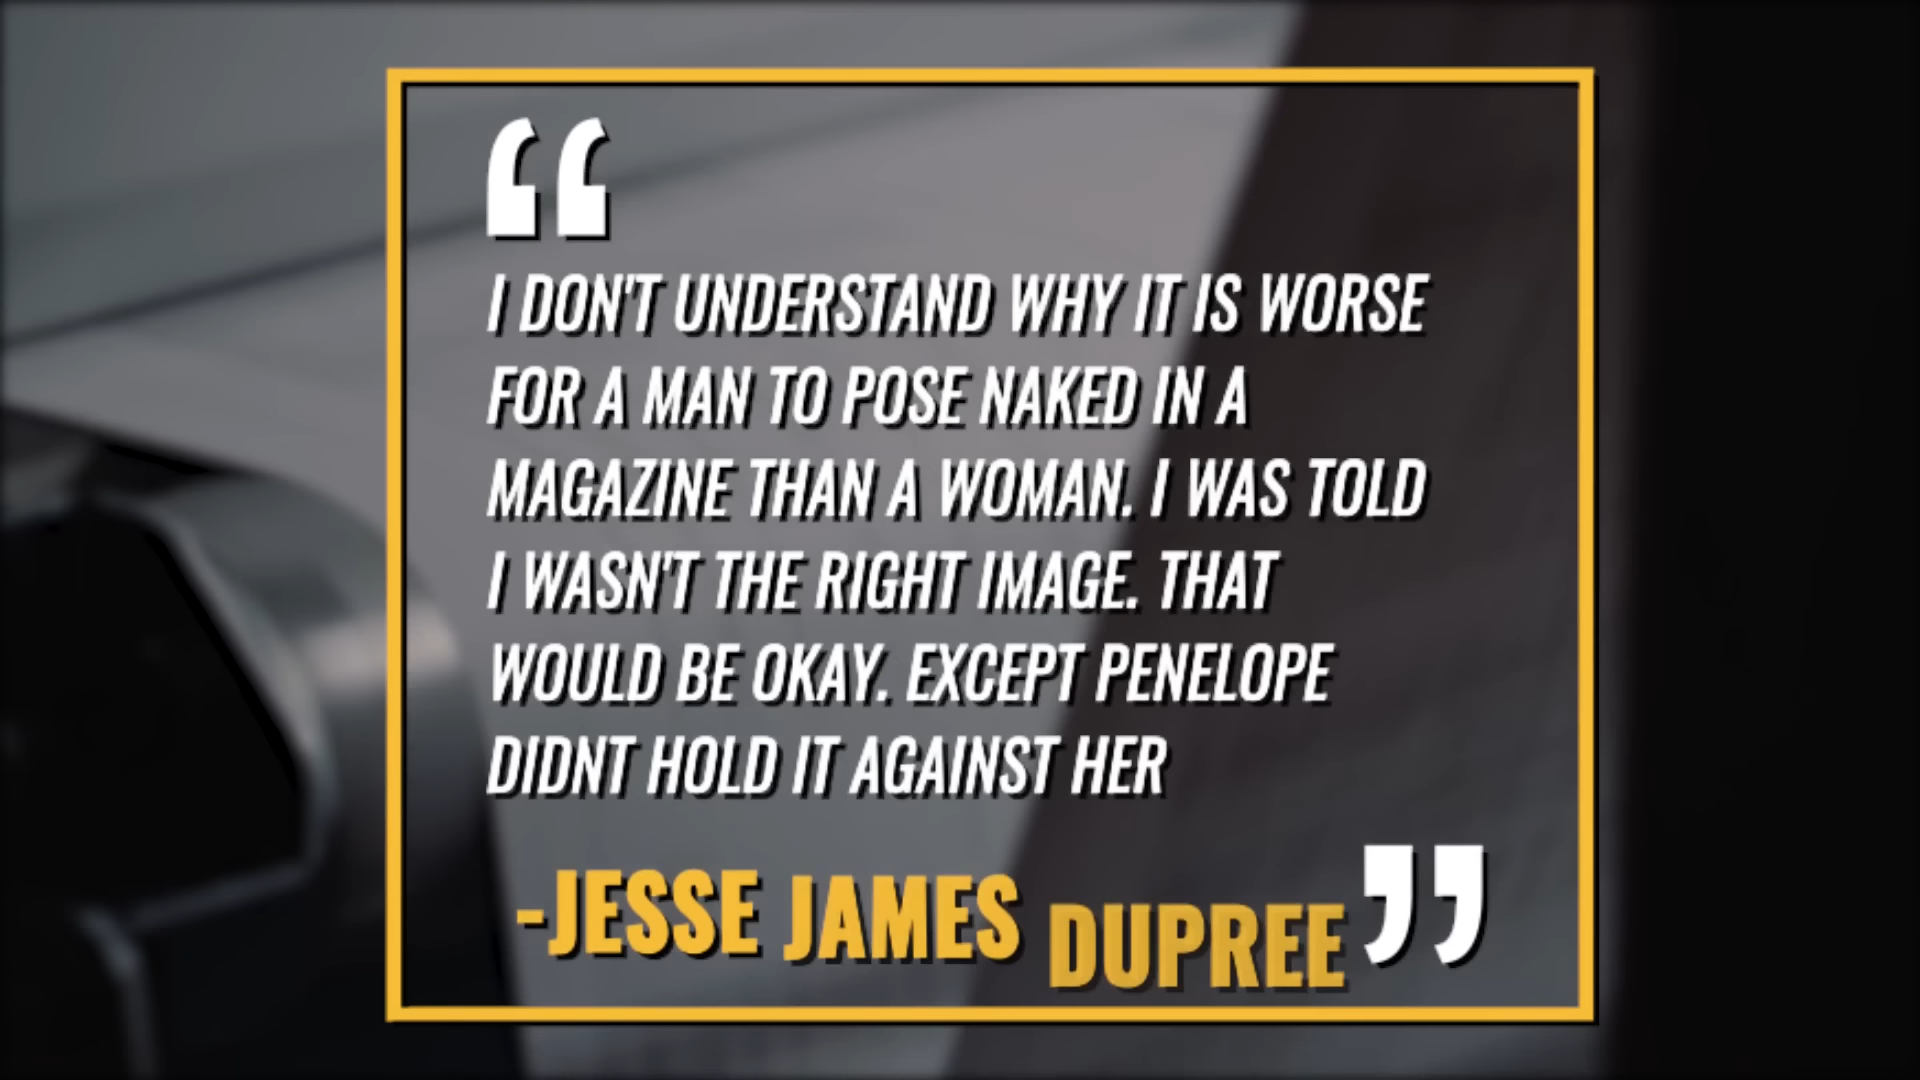 “
I DON'T UNDERSTAND WHY IT IS WORSE
FOR A MAN TO POSE NAKED IN A
MAGAZINE THAN A WOMAN. I WAS TOLD
I WASN'T THE RIGHT IMAGE. THAT
WOULD BE OKAY. EXCEPT PENELOPE
DIDNT HOLD IT AGAINST HER
-JESSE JAMES DUPREE ”